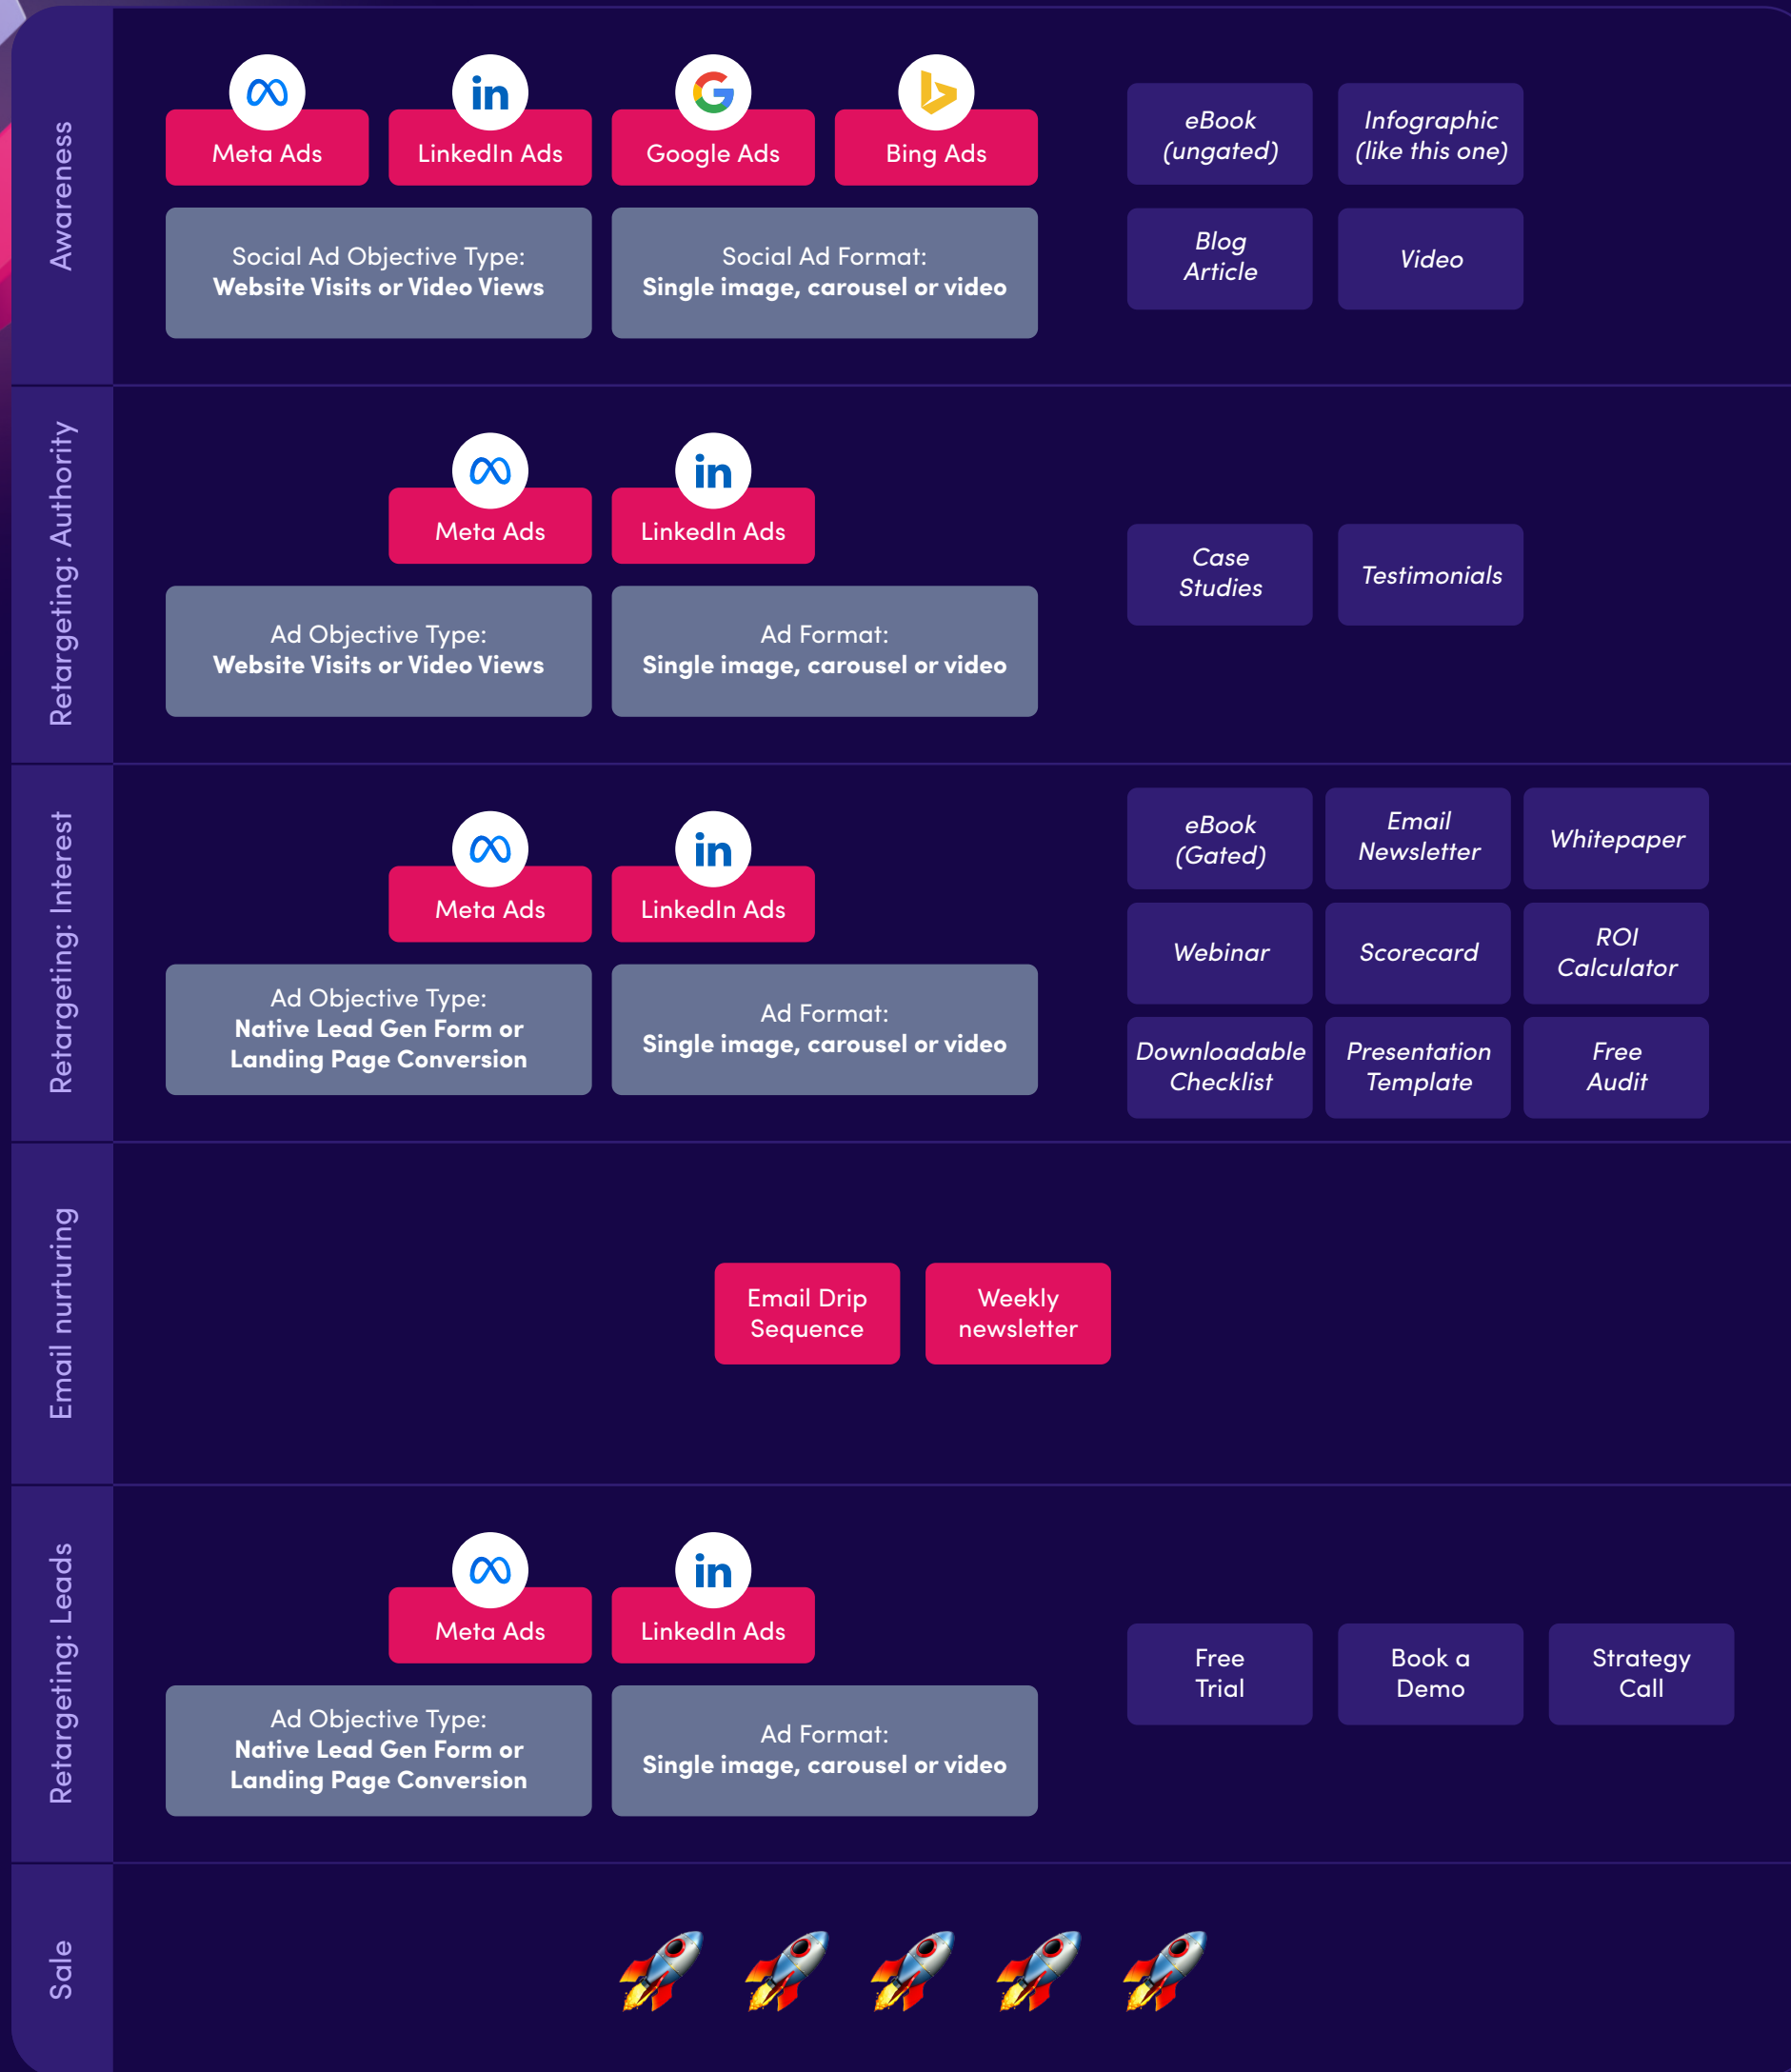 Awareness
Meta Ads
LinkedIn Ads
Google Ads
Bing Ads
Social Ad Objective Type:
Website Visits or Video Views
Social Ad Format:
Single image, carousel or video
eBook
(ungated)
Infographic
(like this one)
Blog
Article
Video
Retargeting: Authority
Meta Ads
LinkedIn Ads
Ad Objective Type:
Website Visits or Video Views
Ad Format:
Single image, carousel or video
Case
Studies
Testimonials
Retargeting: Interest
Meta Ads
LinkedIn Ads
Ad Objective Type:
Native Lead Gen Form or
Landing Page Conversion
Ad Format:
Single image, carousel or video
eBook
(Gated)
Email
Newsletter
Whitepaper
Webinar
Scorecard
ROI
Calculator
Downloadable
Checklist
Presentation
Template
Free
Audit
Email nurturing
Email Drip
Sequence
Weekly
newsletter
Retargeting: Leads
Meta Ads
LinkedIn Ads
Ad Objective Type:
Native Lead Gen Form or
Landing Page Conversion
Ad Format:
Single image, carousel or video
Free
Trial
Book a
Demo
Strategy
Call
Sale